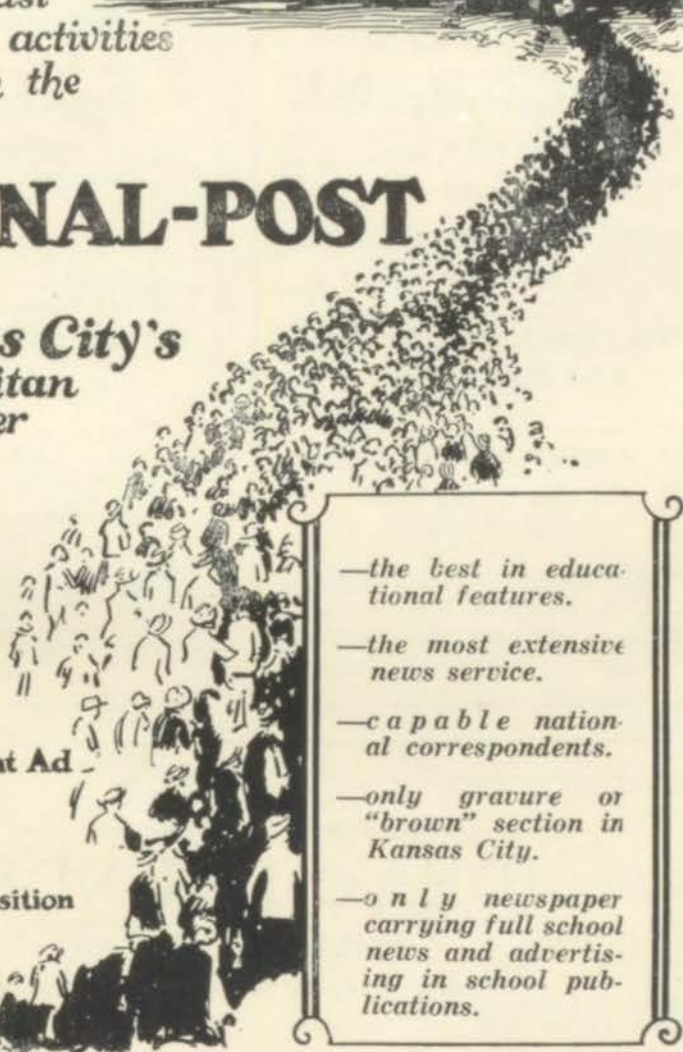 activities
the
NAL-POST
s City's
itan
er
—the best in educa-
tional features.
—the most extensive
news service.
—capable nation-
al correspondents.
—only gravure or
"brown" section in
Kansas City.
—only newspaper
carrying full school
news and advertis-
ing in school pub-
lications.
t Ad
sition